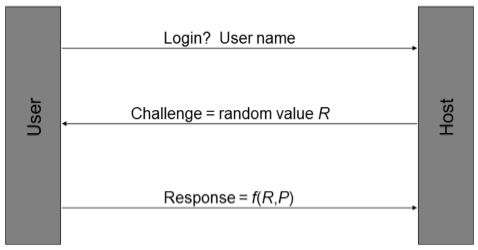 Login? User name
User
Challenge = random value R
Host
Response = f(R,P)